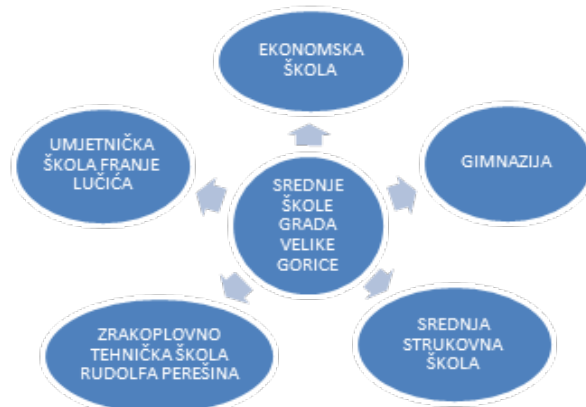 EKONOMSKA
ŠKOLA
UMJETNIČKA
ŠKOLA FRANJE
LUČIĆA
GIMNAZIJA
SREDNJE
ŠKOLE
GRADA
VELIKE
GORICE
ZRAKOPLOVNO
TEHNIČKA ŠKOLA
RUDOLFA PEREŠINA
SREDNJA
STRUKOVNA
ŠKOLA